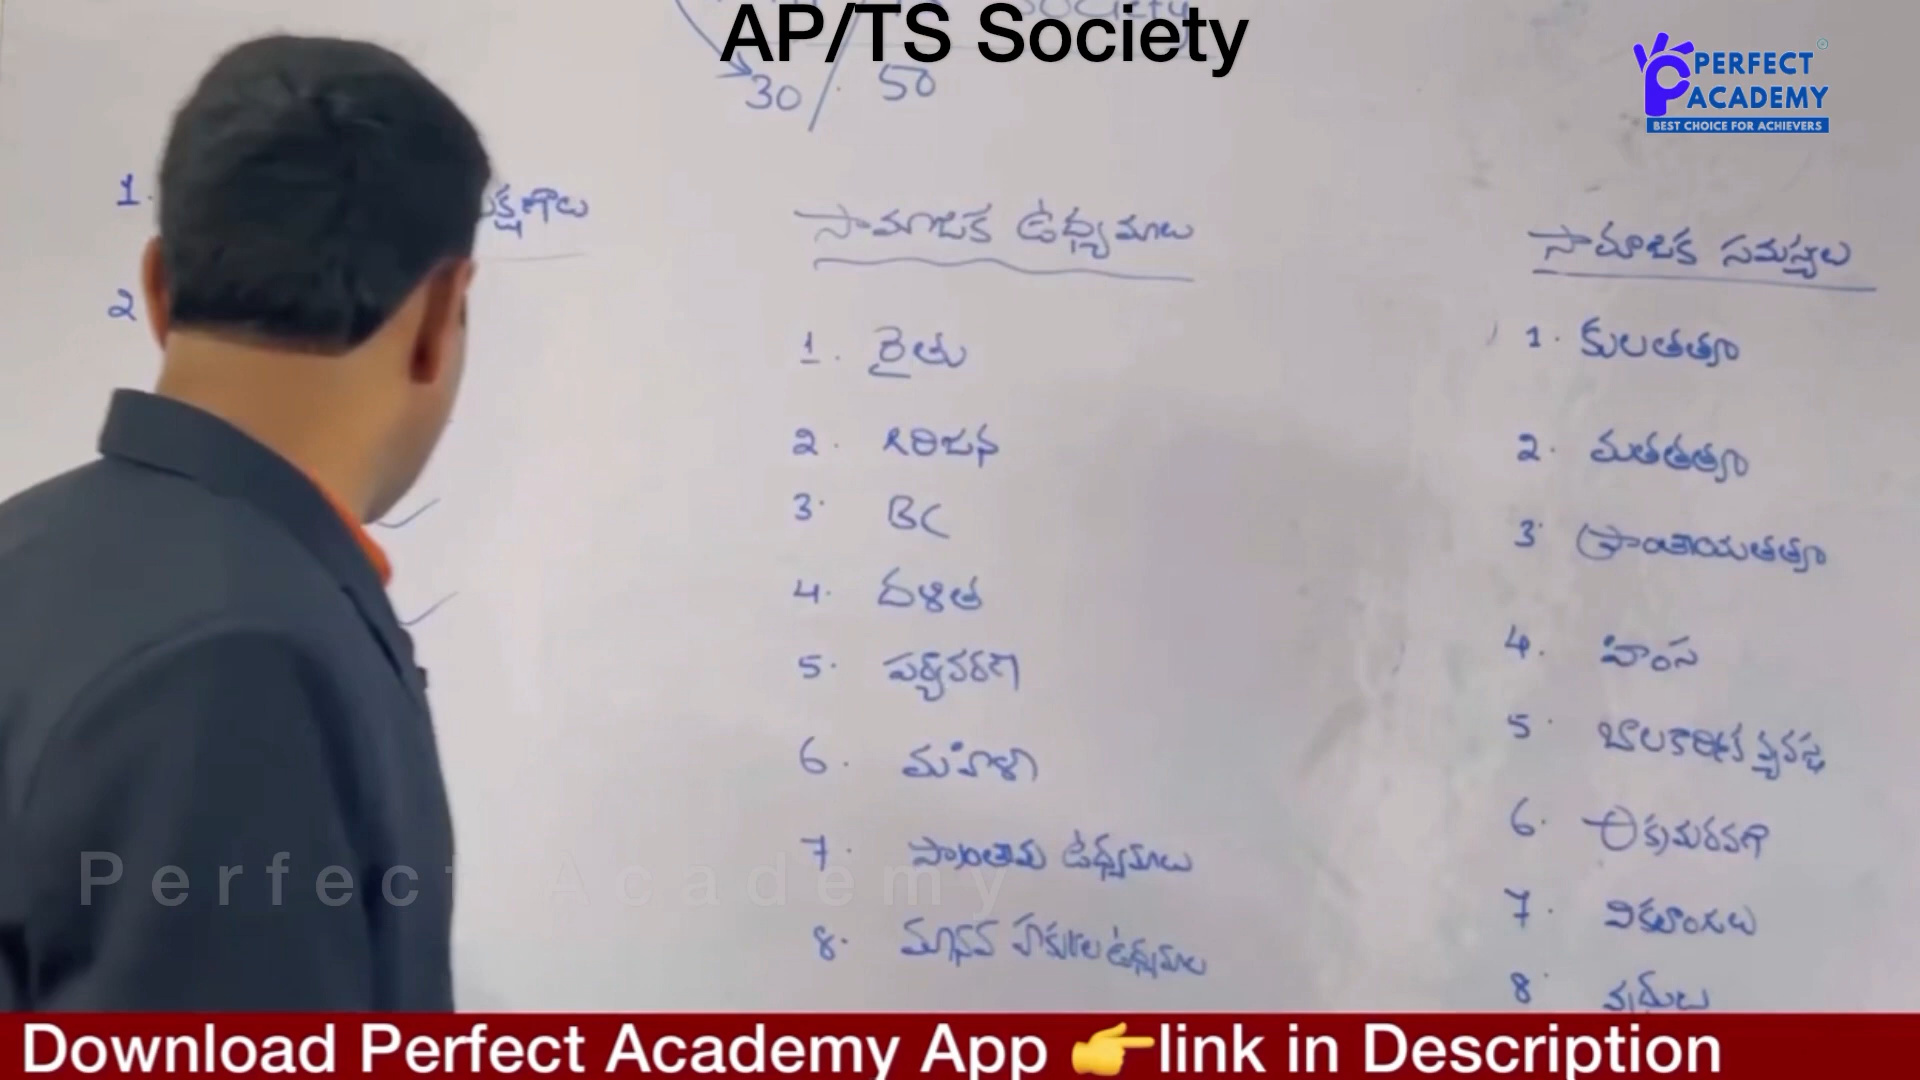 AP/TS Society
30 / 50
PERFECT
ACADEMY
BEST CHOICE FOR ACHIEVERS
1.
2
సామాజిక ఉద్యమాలు
1. రైతు
2. గిరిజన
3. BC
4. దళిత
5. పర్యావరణ
6. మహిళా
7. ప్రాంతీయ ఉద్యమాలు
8. మానవ హక్కుల ఉద్యమాల
సామాజిక సమస్యల
1. కులతత్వం
2. మతతత్వం
3 ప్రాంతీయతత్వం
4. హింస
5. బాలకార్మిక వ్యవస్థ
6. అక్రమరవాణా
7. వికలాంగులు
8 వృద్ధులు
Perfect Academy
Download Perfect Academy App 👉link in Description